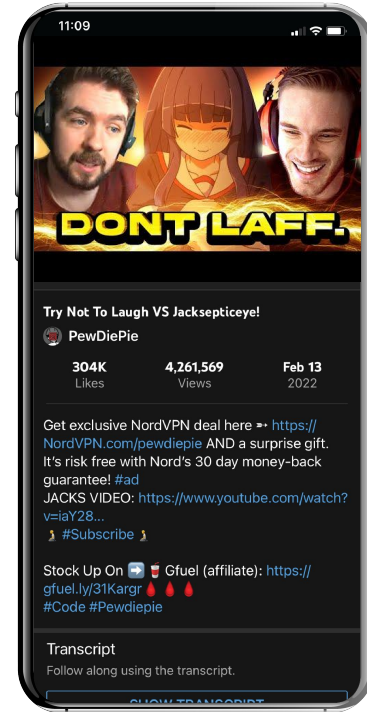 11:09
DONT LAFF.
Try Not To Laugh VS Jacksepticeye!
PewDiePie
304K 4,261,569 Feb 13
Likes Views 2022
Get exclusive NordVPN deal here ➼ https://
NordVPN.com/pewdiepie AND a surprise gift.
It's risk free with Nord's 30 day money-back
guarantee! #ad
JACKS VIDEO: https://www.youtube.com/watch?
v=iaY28...
#Subscribe
Stock Up On ➡️ 🥤 Gfuel (affiliate): https://
gfuel.ly/31Kargr 🩸 🩸 🩸
#Code #Pewdiepie
Transcript
Follow along using the transcript.
SHOW TRANSCRIPT